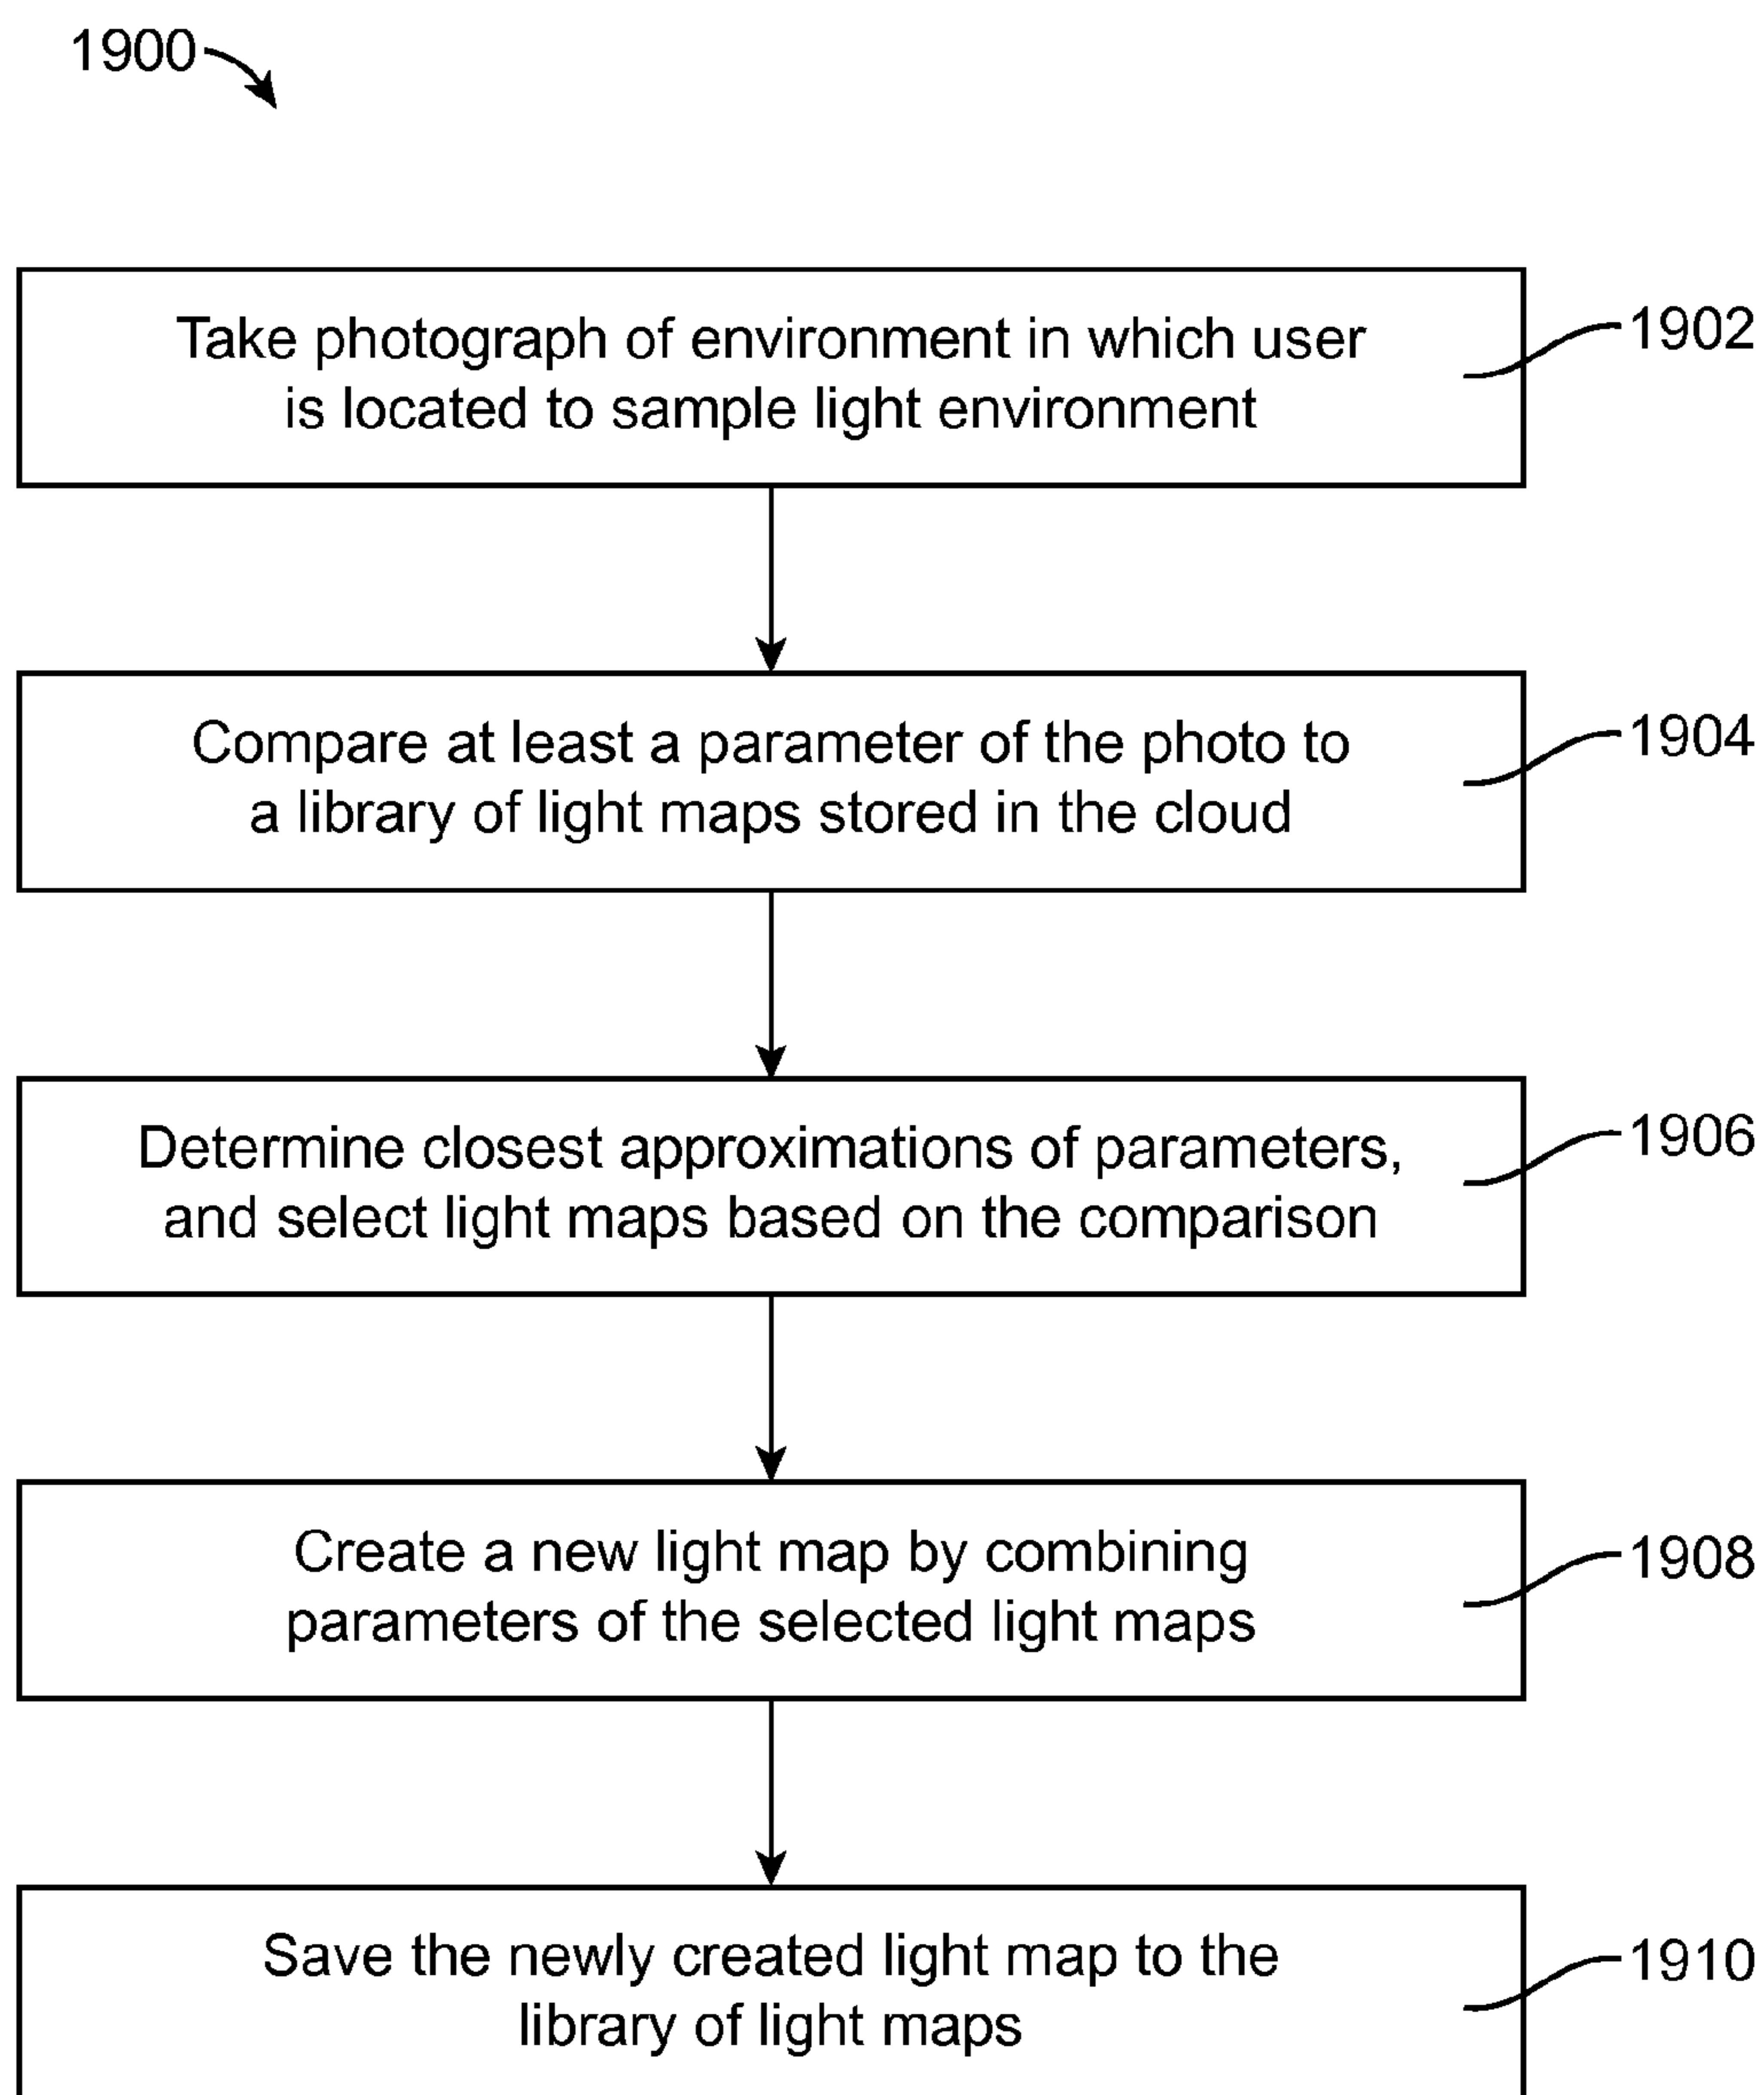 1900
Take photograph of environment in which user
is located to sample light environment
1902
Compare at least a parameter of the photo to
a library of light maps stored in the cloud
1904
Determine closest approximations of parameters,
and select light maps based on the comparison
1906
Create a new light map by combining
parameters of the selected light maps
1908
Save the newly created light map to the
library of light maps
1910